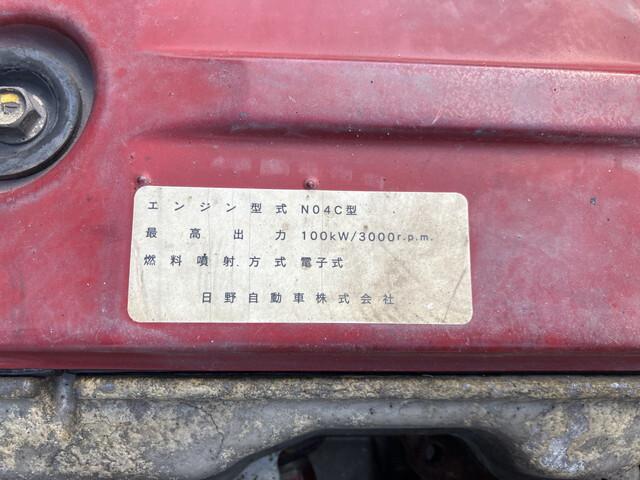 エンジン型式 N04C型
最高出力 100kW/3000r.p.m.
燃料噴射方式 電子式
日野自動車株式会社